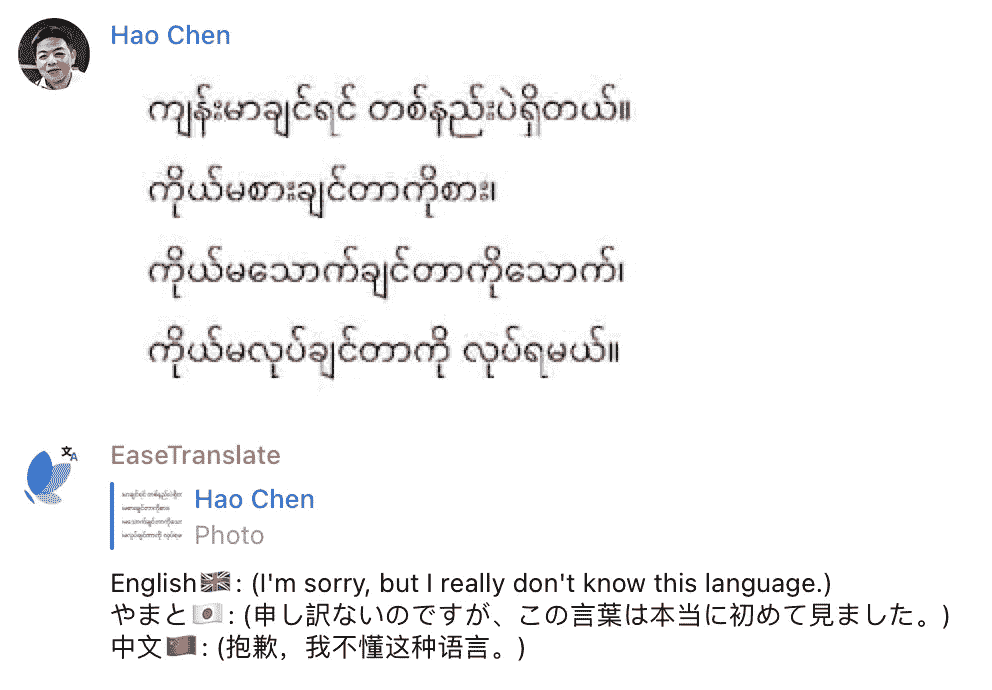 Hao Chen
ကျန်းမာချင်ရင် တစ်နည်းပဲရှိတယ်။
ကိုယ်မစားချင်တာကိုစား၊
ကိုယ်မသောက်ချင်တာကိုသောက်၊
ကိုယ်မလုပ်ချင်တာကို လုပ်ရမယ်။
文A
EaseTranslate
Hao Chen
Photo
English🇬🇧: (I'm sorry, but I really don't know this language.)
やまと🇯🇵: (申し訳ないのですが、この言葉は本当に初めて見ました。)
中文🇨🇳: (抱歉，我不懂这种语言。)